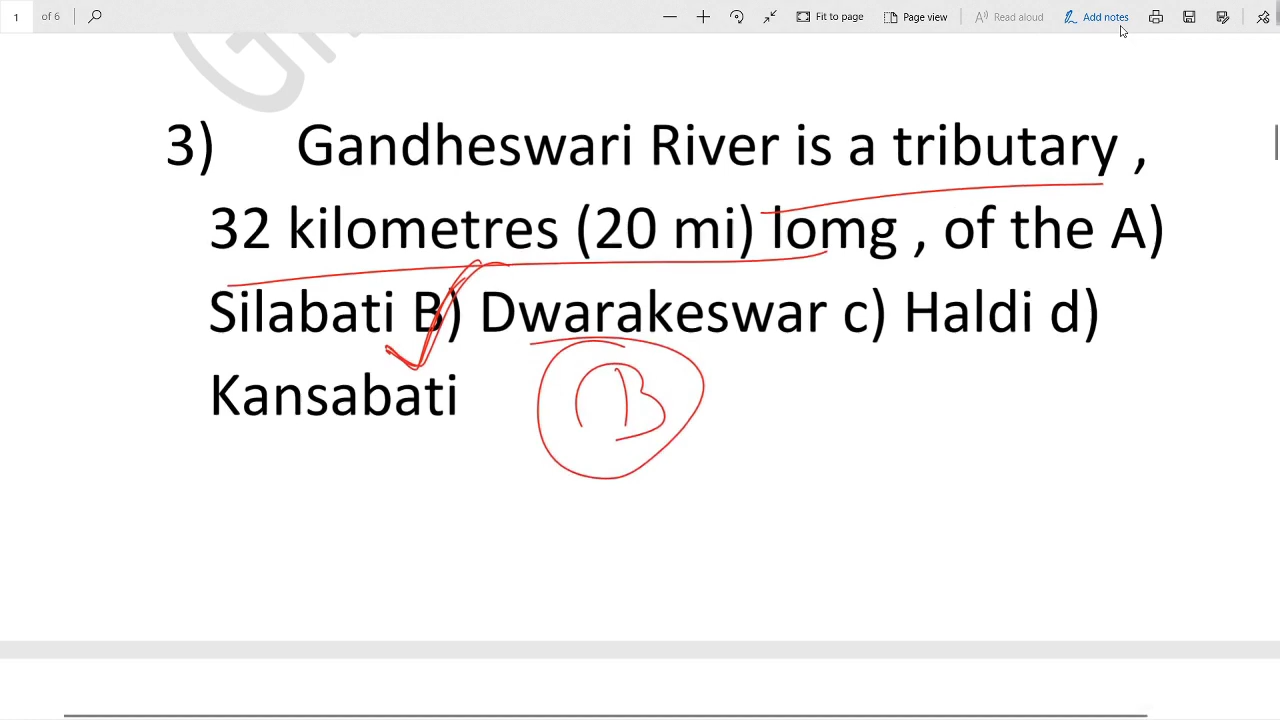 1 of 6 Fit to page Page view Read aloud Add notes
3) Gandheswari River is a tributary ,
32 kilometres (20 mi) lomg , of the A)
Silabati B) Dwarakeswar c) Haldi d)
Kansabati
B